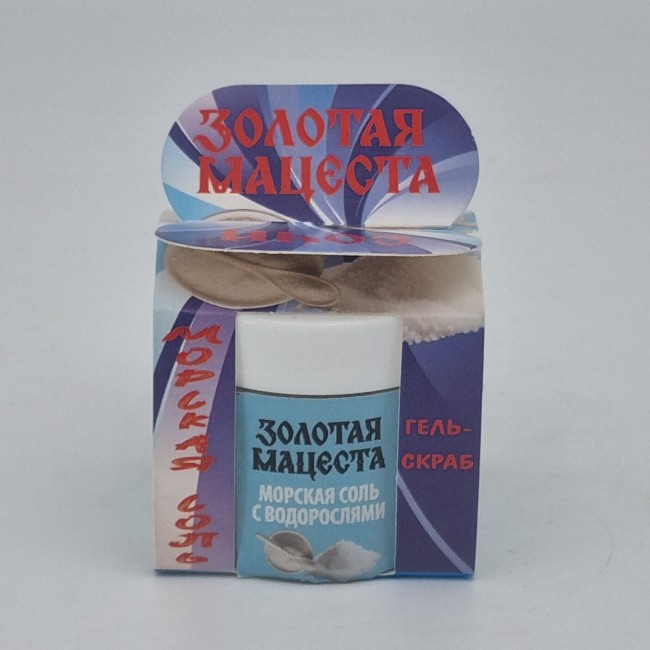 ЗОЛОТАЯ
МАЦЕСТА
МОРСКАЯ СОЛЬ
ЗОЛОТАЯ
МАЦЕСТА
МОРСКАЯ СОЛЬ
С ВОДОРОСЛЯМИ
ГЕЛЬ-
СКРАБ